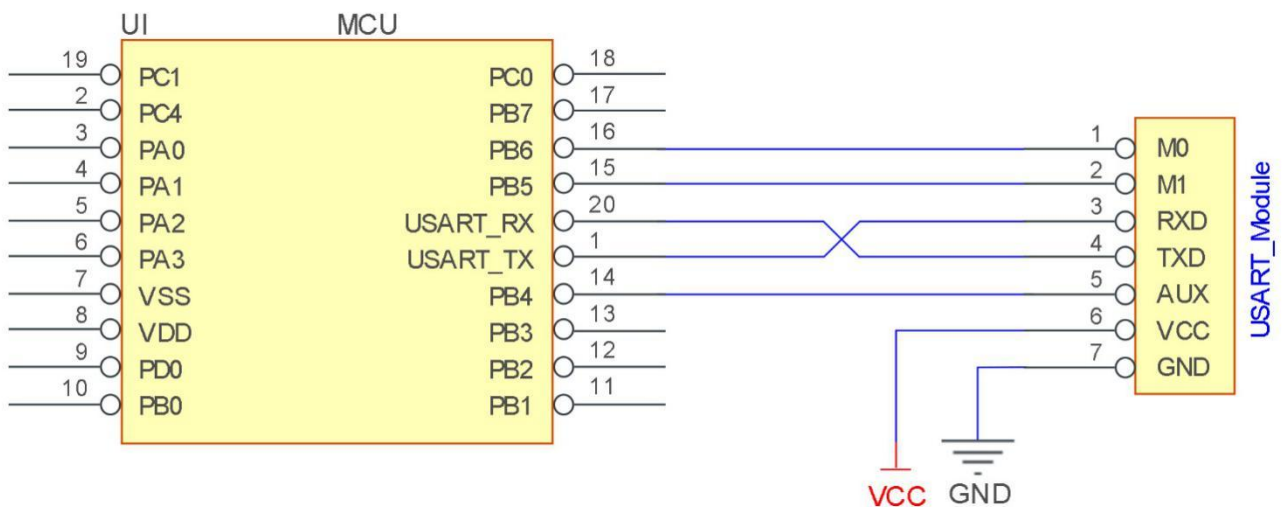 UI MCU
19 PC1 PC0 18
2 PC4 PB7 17
3 PA0 PB6 16 1 M0
4 PA1 PB5 15 2 M1
5 PA2 USART_RX 20 3 RXD
6 PA3 USART_TX 1 4 TXD
7 VSS PB4 14 5 AUX
8 VDD PB3 13 6 VCC
9 PD0 PB2 12 7 GND
10 PB0 PB1 11
USART_Module
VCC GND